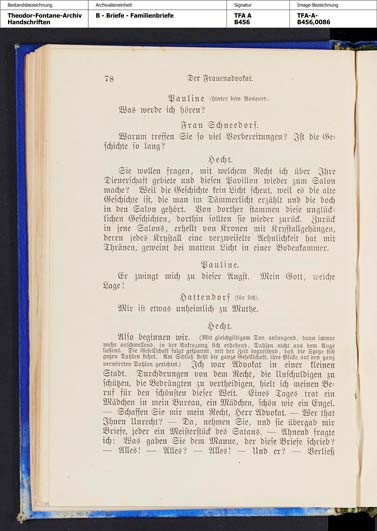 Bestandsbezeichnung
Archivalieneinheit
Signatur
Image-Bezeichnung
Theodor-Fontane-Archiv
Handschriften
B - Briefe - Familienbriefe
TFA A
B456
TFA-A-
B456,0086
78
Der Frauenadvokat.
Pauline (hinter dem Bosquet).
Was werde ich hören?
Frau Schneedorf.
Warum treffen Sie so viel Vorbereitungen? Ist die Ge-
schichte so lang?
Hecht.
Sie wollen fragen, mit welchem Recht ich über Ihre
Dienerschaft gebiete und diesen Pavillon wieder zum Salon
mache? Weil die Geschichte kein Licht scheut, weil es die alte
Geschichte ist, die man im Dämmerlicht erzählt und die doch
in den Salon gehört. Von dorther stammen diese unglück-
lichen Geschichten, dorthin sollen sie wieder zurück. Zurück
in jene Salons, erhellt von Kronen mit Krystallgehängen,
deren jedes Krystall eine verzweifelte Aehnlichkeit hat mit
Thränen, geweint bei mattem Licht in einer Bodenkammer.
Pauline.
Er zwingt mich zu dieser Angst. Mein Gott, welche
Lage!
Hattendorf (für sich).
Mir ist etwas unheimlich zu Muthe.
Hecht.
Also beginnen wir. (Mit gleichgiltigem Ton anfangend, dann immer
mehr anschwellend, in der Betrachtung sich erhebend, Dahlen nicht aus dem Auge
lassend. Die Gesellschaft folgt gespannt, mit der Zeit begreifend, daß die Spitze sich
gegen Dahlen kehrt. Am Schluß steht die ganze Gesellschaft, ihre Blicke auf den ganz
vernichteten Dahlen gerichtet.) Ich war Advokat in einer kleinen
Stadt. Durchdrungen von dem Recht, die Unschuldigen zu
schützen, die Bedrängten zu vertheidigen, hielt ich meinen Be-
ruf für den schönsten dieser Welt. Eines Tages trat ein
Mädchen in mein Bureau, ein Mädchen, schön wie ein Engel.
— Schaffen Sie mir mein Recht, Herr Advokat. — Wer that
Ihnen Unrecht? — Da, nehmen Sie, und sie übergab mir
Briefe, jeder ein Meisterstück des Satans. — Ahnend fragte
ich: Was gaben Sie dem Manne, der diese Briefe schrieb?
— Alles! — Alles? — Alles! — Und er? — Verließ